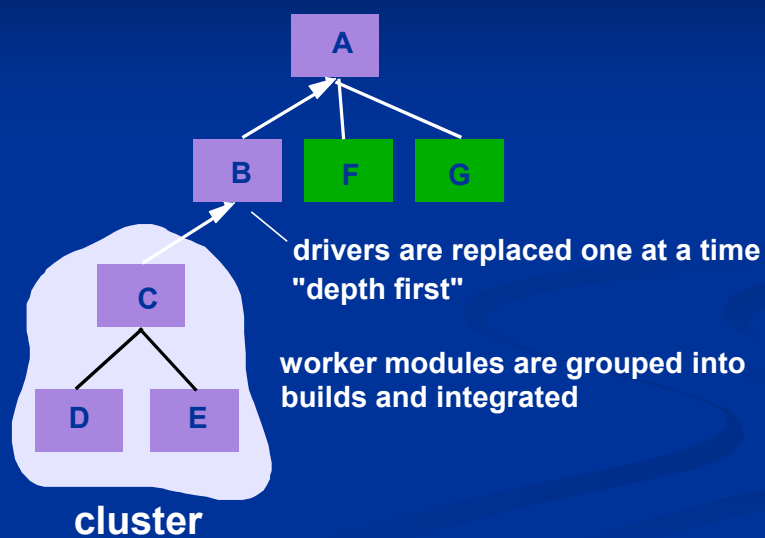 A
B
F
G
drivers are replaced one at a time
"depth first"
C
worker modules are grouped into
builds and integrated
D
E
cluster